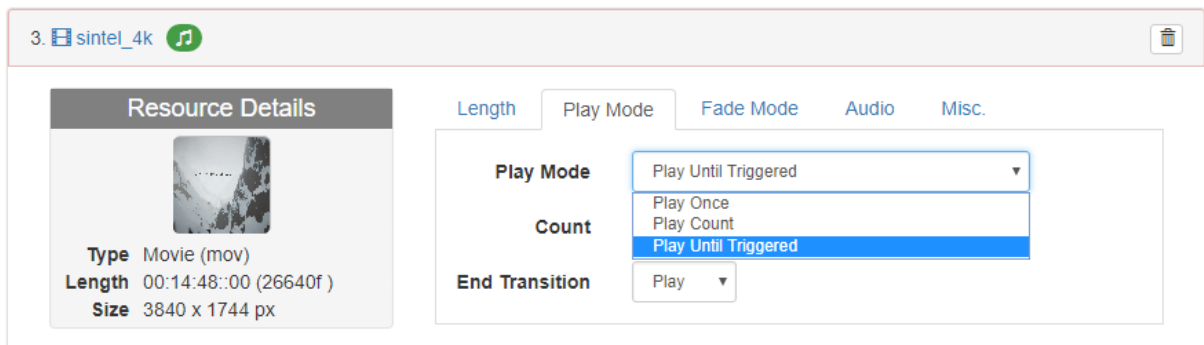 3. sintel_4k
Resource Details
Type Movie (mov)
Length 00:14:48::00 (26640f )
Size 3840 x 1744 px
Length Play Mode Fade Mode Audio Misc.
Play Mode Play Until Triggered
Play Once
Count Play Count
Play Until Triggered
End Transition Play